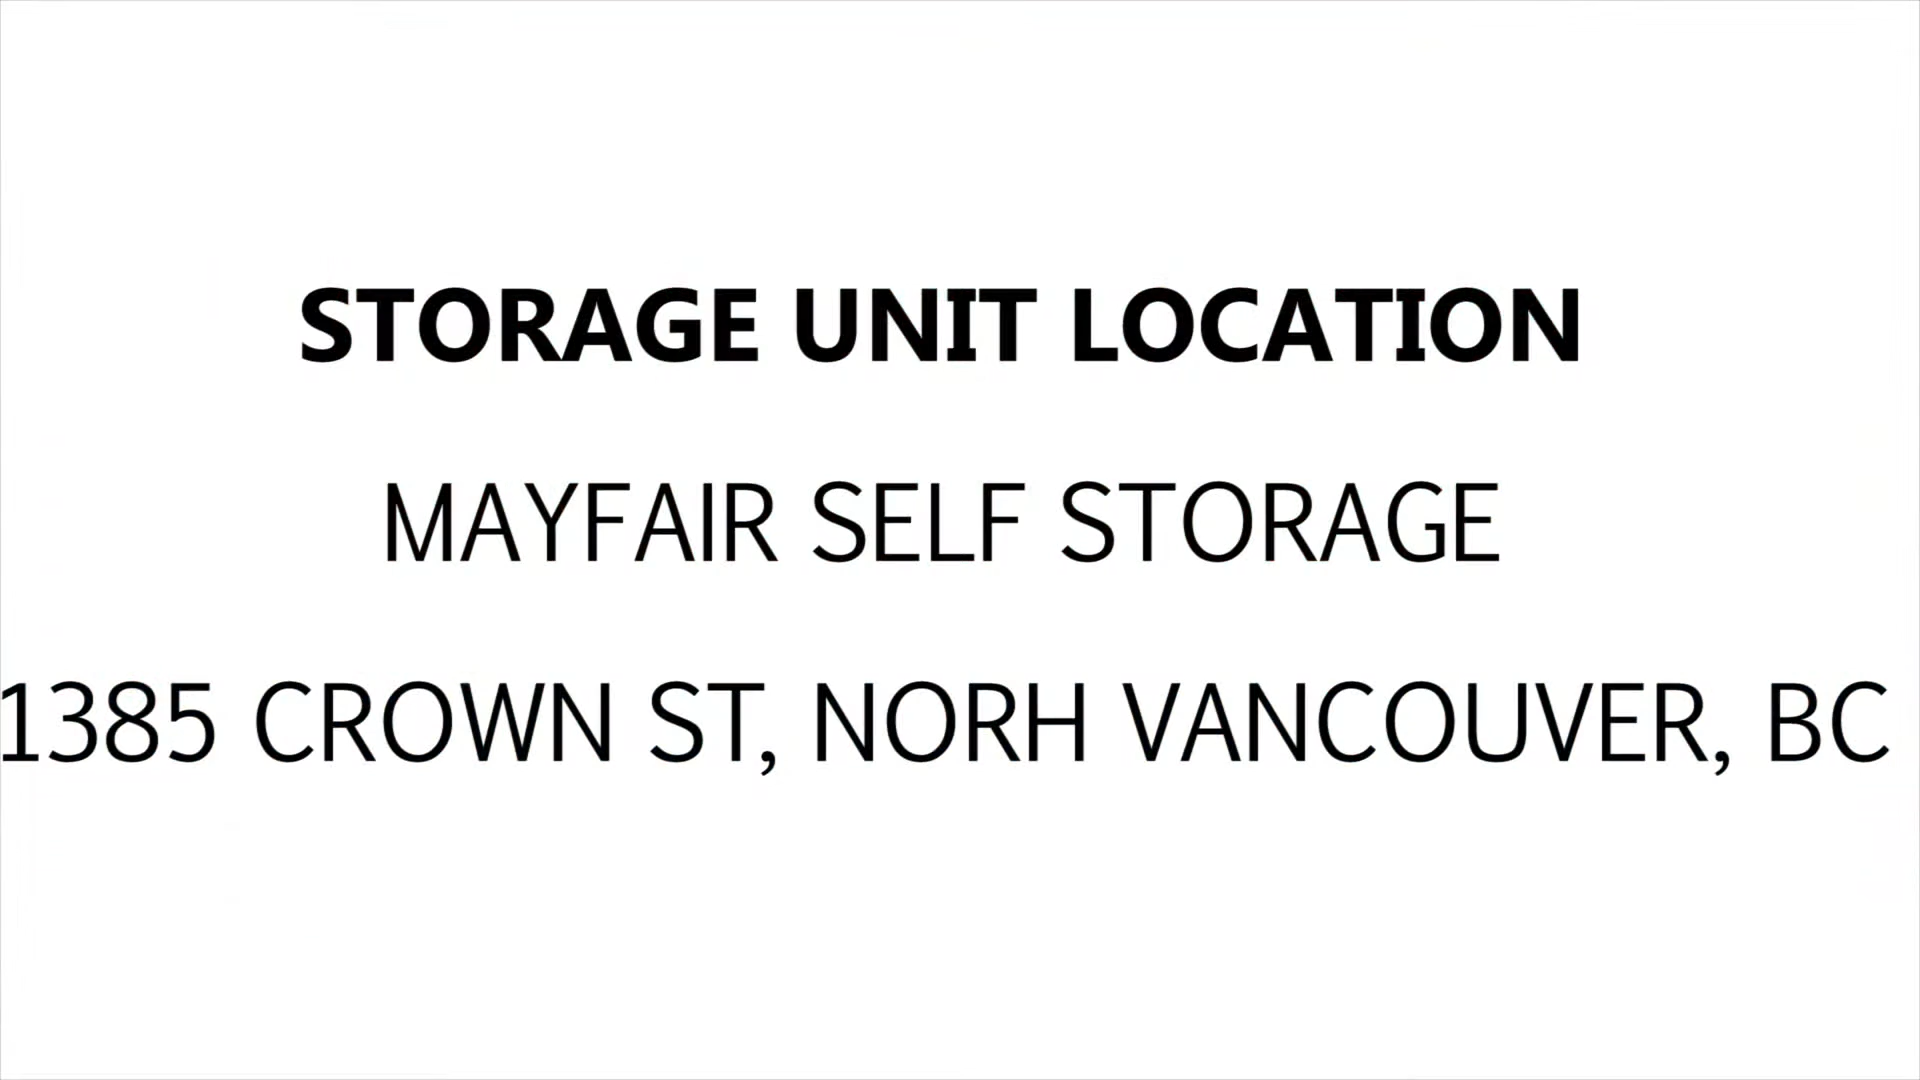 STORAGE UNIT LOCATION
MAYFAIR SELF STORAGE
1385 CROWN ST, NORH VANCOUVER, BC